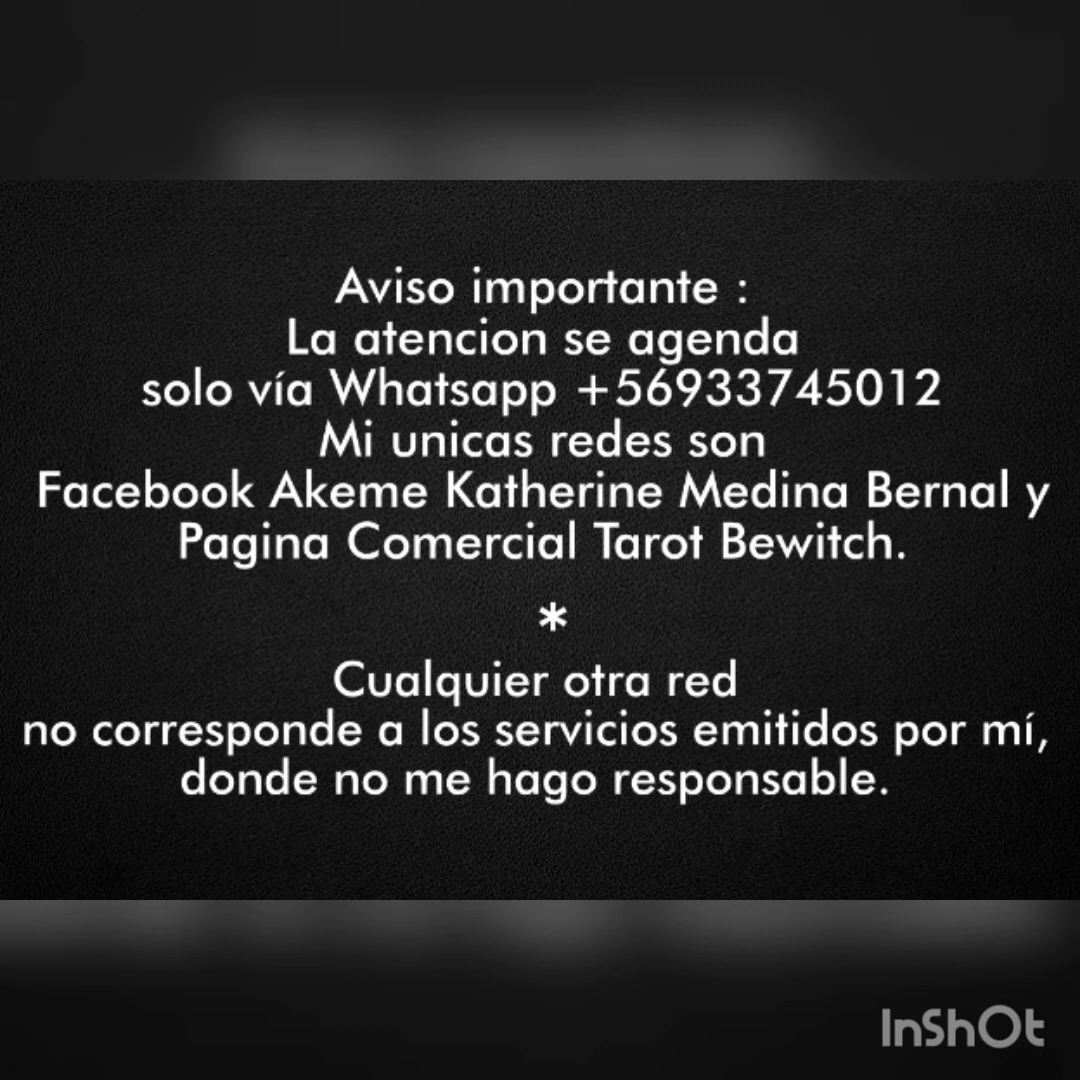 Aviso importante :
La atencion se agenda
solo vía Whatsapp +56933745012
Mi unicas redes son
Facebook Akeme Katherine Medina Bernal y
Pagina Comercial Tarot Bewitch.
*
Cualquier otra red
no corresponde a los servicios emitidos por mí,
donde no me hago responsable.
InShOt